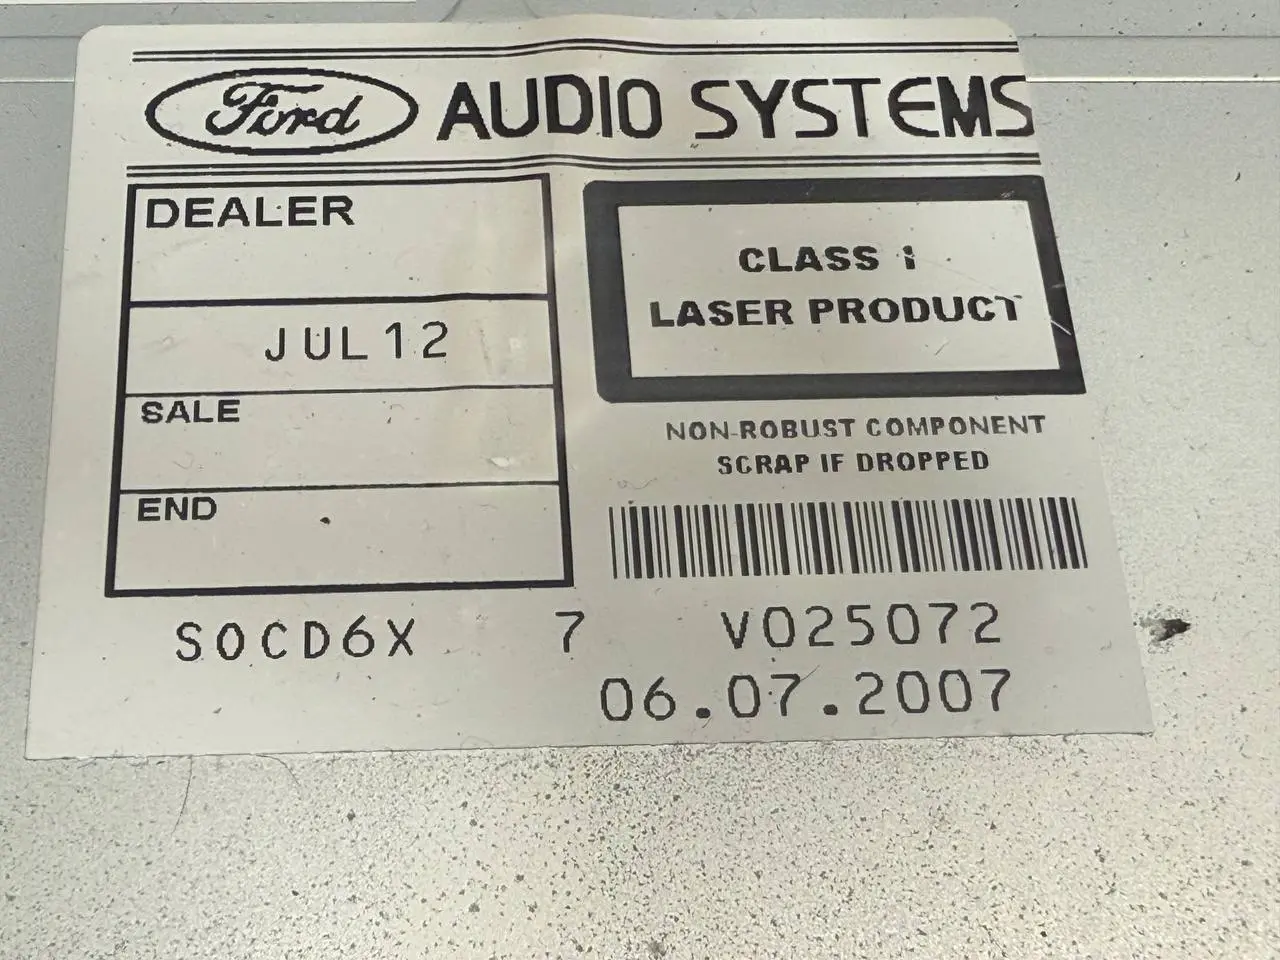 Ford AUDIO SYSTEMS
DEALER
JUL12
SALE
END
CLASS 1
LASER PRODUCT
NON-ROBUST COMPONENT
SCRAP IF DROPPED
SOCD6X 7 V025072
06.07.2007